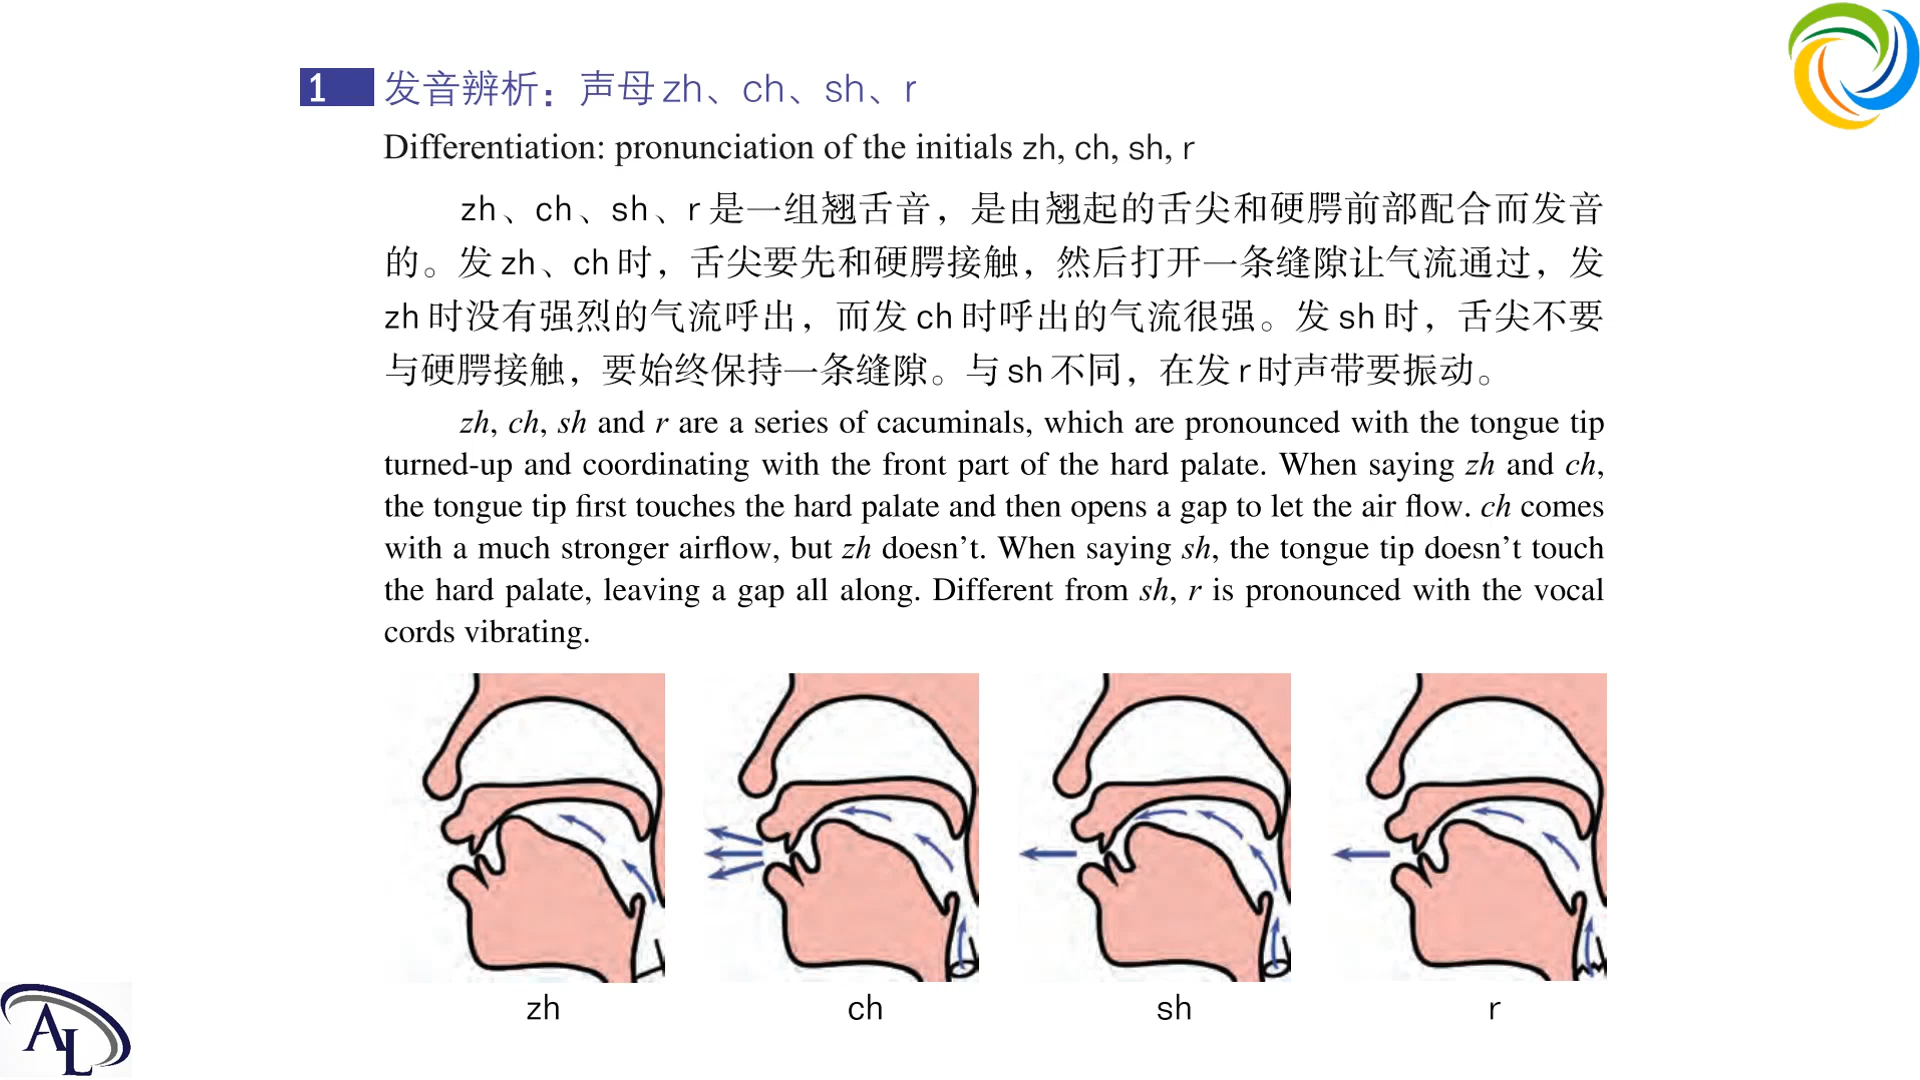 1 发音辨析：声母 zh、ch、sh、r
Differentiation: pronunciation of the initials zh, ch, sh, r
zh、ch、sh、r 是一组翘舌音，是由翘起的舌尖和硬腭前部配合而发音
的。发 zh、ch 时，舌尖要先和硬腭接触，然后打开一条缝隙让气流通过，发
zh 时没有强烈的气流呼出，而发 ch 时呼出的气流很强。发 sh 时，舌尖不要
与硬腭接触，要始终保持一条缝隙。与 sh 不同，在发 r 时声带要振动。
zh, ch, sh and r are a series of cacuminals, which are pronounced with the tongue tip
turned-up and coordinating with the front part of the hard palate. When saying zh and ch,
the tongue tip first touches the hard palate and then opens a gap to let the air flow. ch comes
with a much stronger airflow, but zh doesn’t. When saying sh, the tongue tip doesn’t touch
the hard palate, leaving a gap all along. Different from sh, r is pronounced with the vocal
cords vibrating.
zh ch sh r
AL